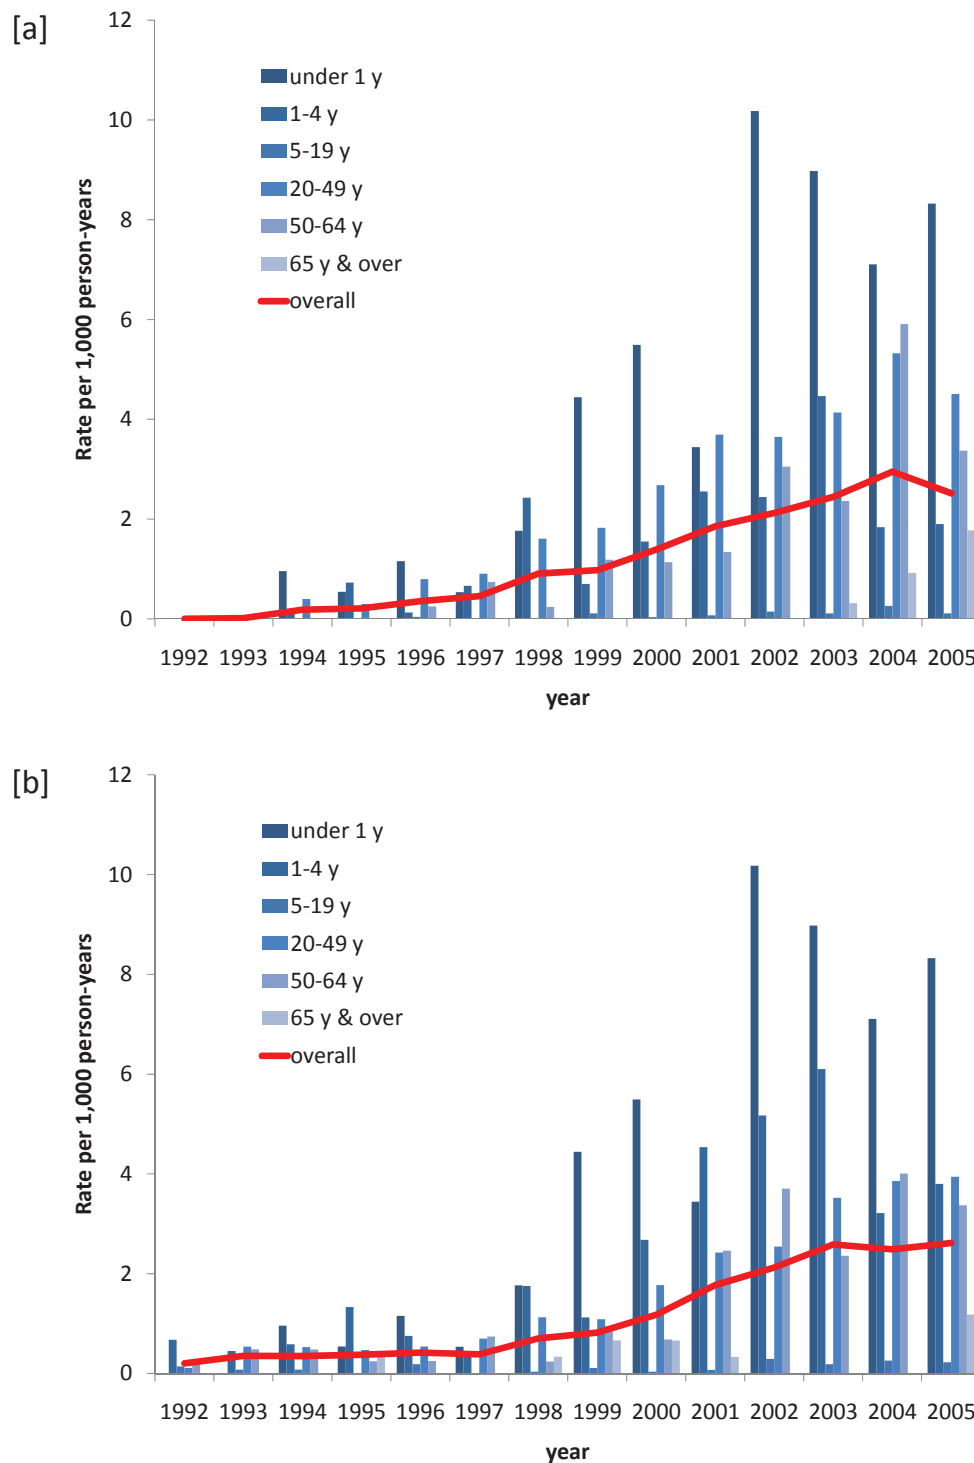 [a]
12
10
8
6
4
2
0
Rate per 1,000 person-years
under 1 y
1-4 y
5-19 y
20-49 y
50-64 y
65 y & over
overall
1992 1993 1994 1995 1996 1997 1998 1999 2000 2001 2002 2003 2004 2005
year
[b]
12
10
8
6
4
2
0
Rate per 1,000 person-years
under 1 y
1-4 y
5-19 y
20-49 y
50-64 y
65 y & over
overall
1992 1993 1994 1995 1996 1997 1998 1999 2000 2001 2002 2003 2004 2005
year